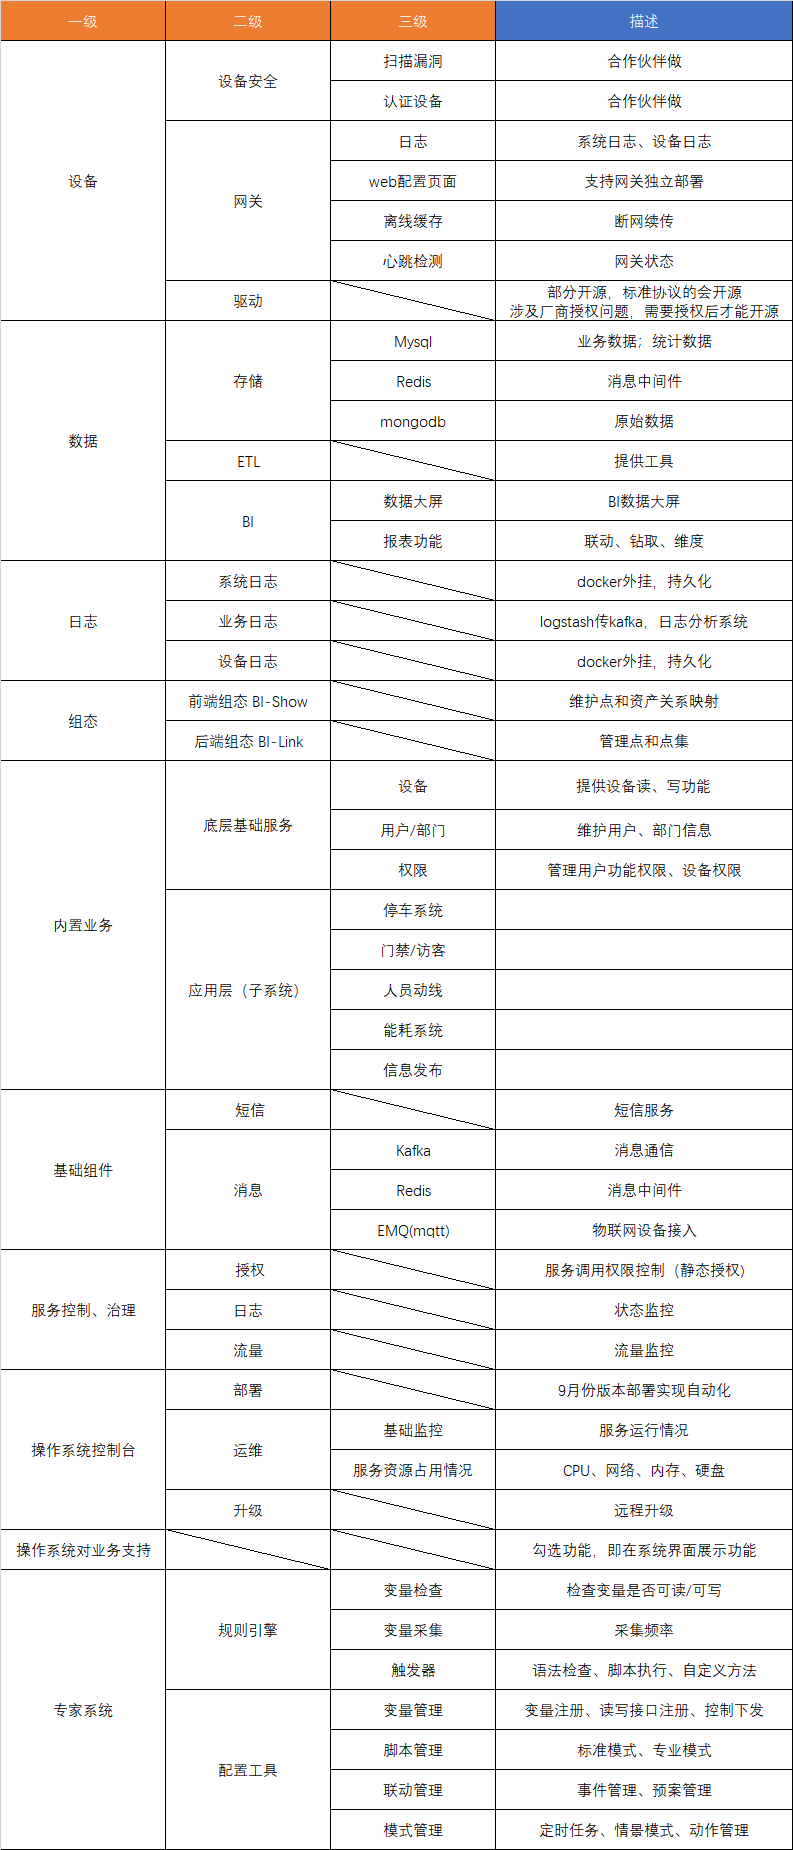 一级 二级 三级 描述
设备 设备安全 扫描漏洞 合作伙伴做
认证设备 合作伙伴做
网关 日志 系统日志、设备日志
web配置页面 支持网关独立部署
离线缓存 断网续传
心跳检测 网关状态
驱动 部分开源，标准协议的会开源
涉及厂商授权问题，需要授权后才能开源
数据 存储 Mysql 业务数据；统计数据
Redis 消息中间件
mongodb 原始数据
ETL 提供工具
BI 数据大屏 BI数据大屏
报表功能 联动、钻取、维度
日志 系统日志 docker外挂，持久化
业务日志 logstash传kafka，日志分析系统
设备日志 docker外挂，持久化
组态 前端组态 BI-Show 维护点和资产关系映射
后端组态 BI-Link 管理点和点集
内置业务 底层基础服务 设备 提供设备读、写功能
用户/部门 维护用户、部门信息
权限 管理用户功能权限、设备权限
应用层（子系统） 停车系统
门禁/访客
人员动线
能耗系统
信息发布
基础组件 短信 短信服务
消息 Kafka 消息通信
Redis 消息中间件
EMQ(mqtt) 物联网设备接入
服务控制、治理 授权 服务调用权限控制（静态授权)
日志 状态监控
流量 流量监控
操作系统控制台 部署 9月份版本部署实现自动化
运维 基础监控 服务运行情况
服务资源占用情况 CPU、网络、内存、硬盘
升级 远程升级
操作系统对业务支持 勾选功能，即在系统界面展示功能
专家系统 规则引擎 变量检查 检查变量是否可读/可写
变量采集 采集频率
触发器 语法检查、脚本执行、自定义方法
配置工具 变量管理 变量注册、读写接口注册、控制下发
脚本管理 标准模式、专业模式
联动管理 事件管理、预案管理
模式管理 定时任务、情景模式、动作管理